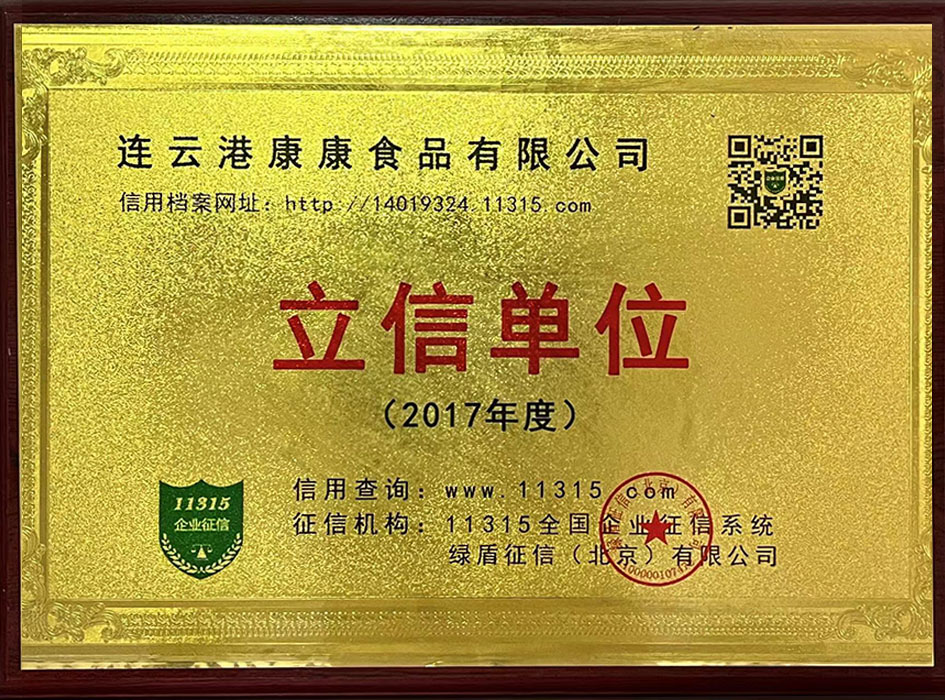 连云港康康食品有限公司
信用档案网址：http://14019324.11315.com
立信单位
（2017年度）
信用查询：www.11315.com
征信机构：11315全国企业征信系统
绿盾征信（北京）有限公司
11315
企业征信